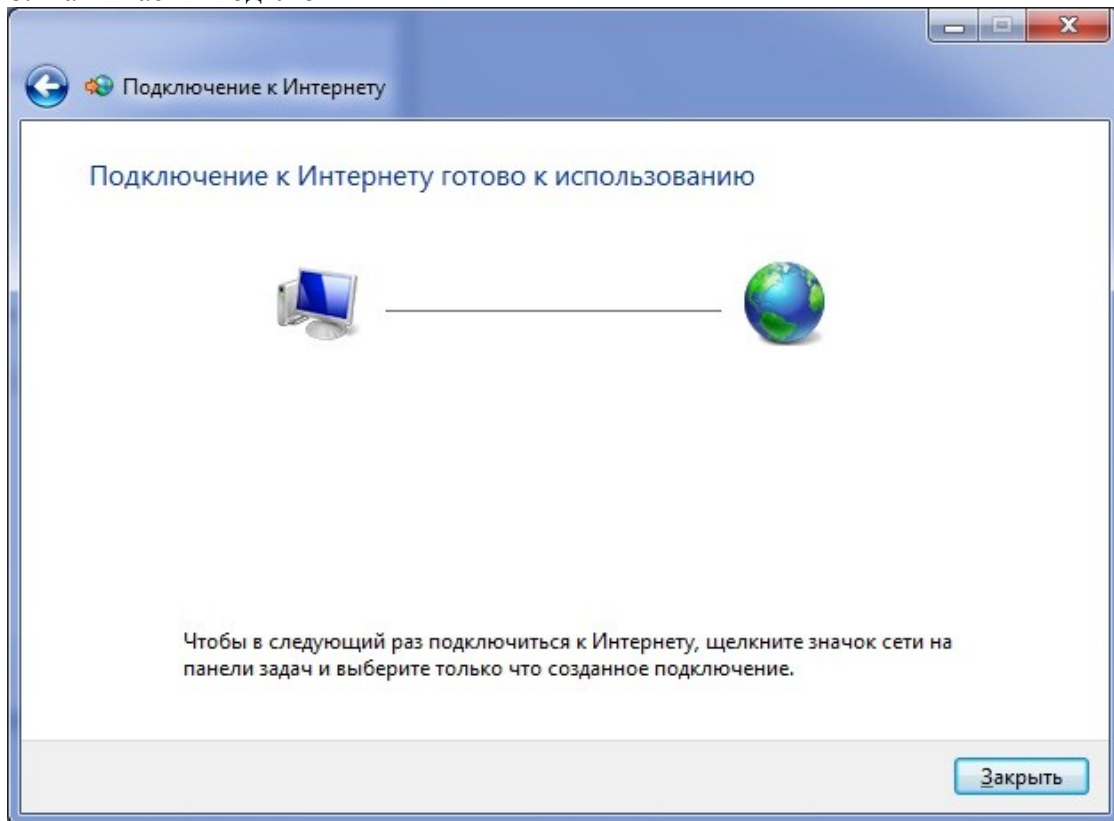 Подключение к Интернету
Подключение к Интернету готово к использованию
Чтобы в следующий раз подключиться к Интернету, щелкните значок сети на
панели задач и выберите только что созданное подключение.
Закрыть